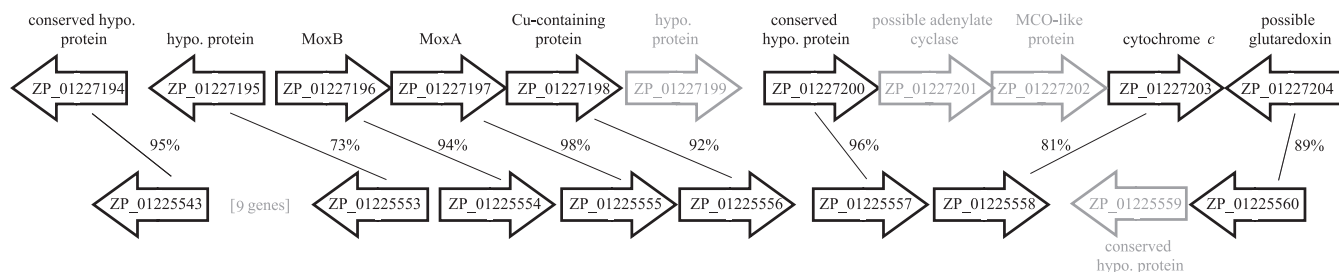 conserved hypo.
protein
hypo. protein
MoxB
MoxA
Cu-containing
protein
hypo.
protein
conserved
hypo. protein
possible adenylate
cyclase
MCO-like
protein
cytochrome c
possible
glutaredoxin
ZP_01227194
ZP_01227195
ZP_01227196
ZP_01227197
ZP_01227198
ZP_01227199
ZP_01227200
ZP_01227201
ZP_01227202
ZP_01227203
ZP_01227204
95%
73%
94%
98%
92%
96%
81%
89%
ZP_01225543
[9 genes]
ZP_01225553
ZP_01225554
ZP_01225555
ZP_01225556
ZP_01225557
ZP_01225558
ZP_01225559
ZP_01225560
conserved
hypo. protein